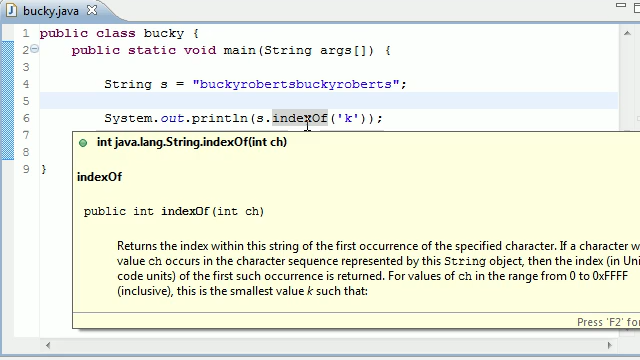 bucky.java
1 public class bucky {
2 public static void main(String args[]) {
3
4 String s = "buckyrobertsbuckyroberts";
5
6 System.out.println(s.indexOf('k'));
7
int java.lang.String.indexOf(int ch)
8
indexOf
9 }
public int indexOf(int ch)
Returns the index within this string of the first occurrence of the specified character. If a character w
value ch occurs in the character sequence represented by this String object, then the index (in Uni
code units) of the first such occurrence is returned. For values of ch in the range from 0 to 0xFFFF
(inclusive), this is the smallest value k such that:
Press 'F2' for